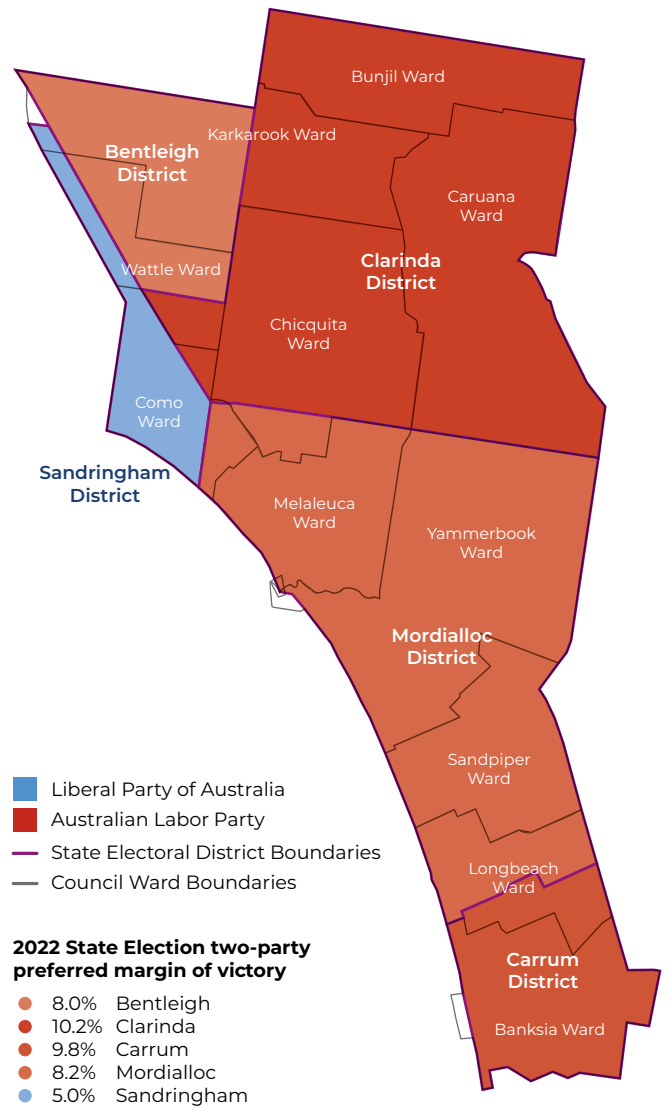 Bunjil Ward
Karkarook Ward
Bentleigh
District
Caruana
Ward
Wattle Ward
Clarinda
District
Chicquita
Ward
Como
Ward
Sandringham
District
Melaleuca
Ward
Yammerbook
Ward
Mordialloc
District
Sandpiper
Ward
Longbeach
Ward
Carrum
District
Banksia Ward
Liberal Party of Australia
Australian Labor Party
State Electoral District Boundaries
Council Ward Boundaries
2022 State Election two-party
preferred margin of victory
8.0% Bentleigh
10.2% Clarinda
9.8% Carrum
8.2% Mordialloc
5.0% Sandringham